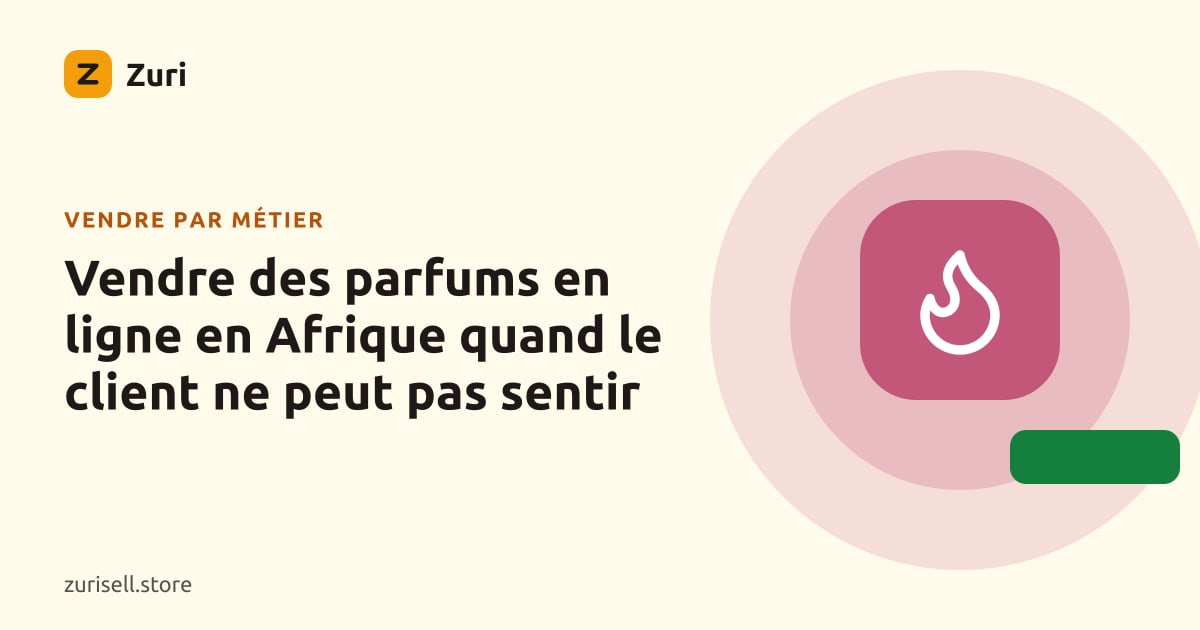 Z Zuri
VENDRE PAR MÉTIER
Vendre des parfums en
ligne en Afrique quand le
client ne peut pas sentir
zurisell.store